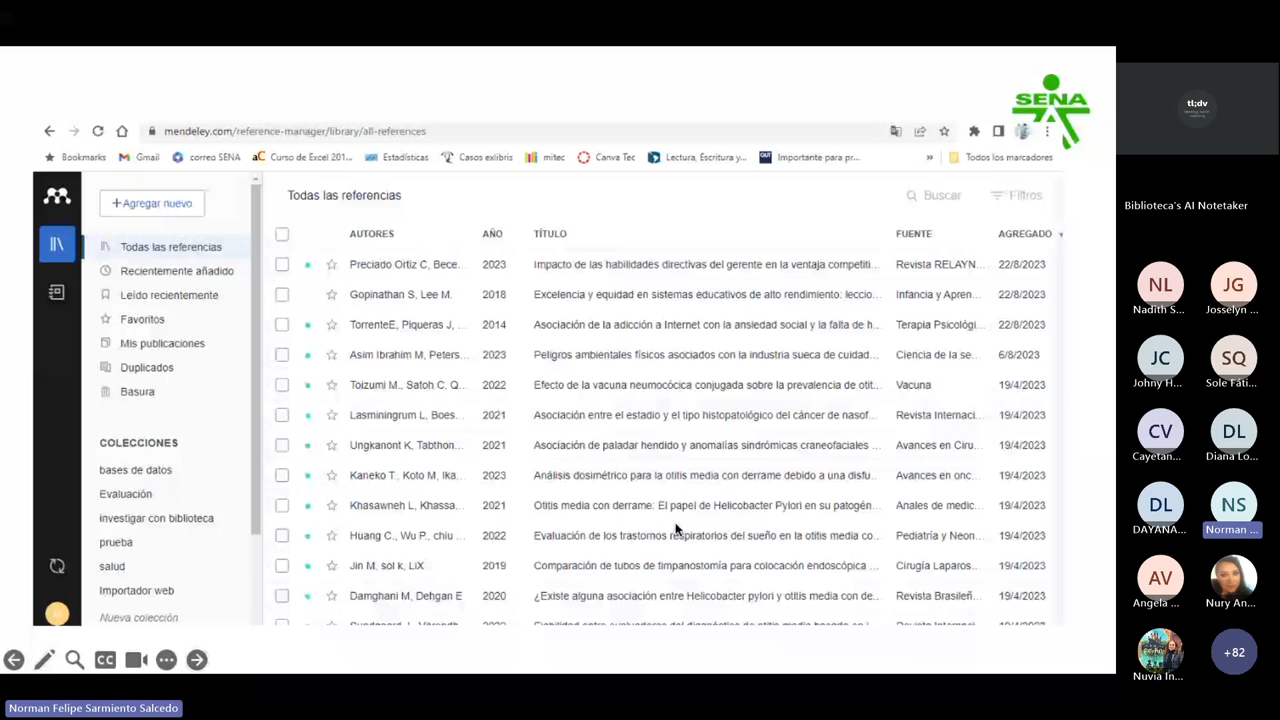 SENA
mendeley.com/reference-manager/library/all-references
Bookmarks Gmail correo SENA Curso de Excel 201... Estadísticas Casos exlibris mitec Canva Tec Lectura, Escritura y... Importante para pr... » Todos los marcadores
+Agregar nuevo
Todas las referencias
Recientemente añadido
Leído recientemente
Favoritos
Mis publicaciones
Duplicados
Basura
COLECCIONES
bases de datos
Evaluación
investigar con biblioteca
prueba
salud
Importador web
Nueva colección
Todas las referencias Buscar Filtros
AUTORES AÑO TÍTULO FUENTE AGREGADO
Preciado Ortiz C, Bece... 2023 Impacto de las habilidades directivas del gerente en la ventaja competiti... Revista RELAYN... 22/8/2023
Gopinathan S, Lee M. 2018 Excelencia y equidad en sistemas educativos de alto rendimiento: leccio... Infancia y Apren... 22/8/2023
TorrenteE, Piqueras J, ... 2014 Asociación de la adicción a Internet con la ansiedad social y la falta de h... Terapia Psicológi... 22/8/2023
Asim Ibrahim M, Peters... 2023 Peligros ambientales físicos asociados con la industria sueca de cuidad... Ciencia de la se... 6/8/2023
Toizumi M., Satoh C, Q... 2022 Efecto de la vacuna neumocócica conjugada sobre la prevalencia de otit... Vacuna 19/4/2023
Lasminingrum L, Boes... 2021 Asociación entre el estadio y el tipo histopatológico del cáncer de nasof... Revista Internaci... 19/4/2023
Ungkanont K, Tabthon... 2021 Asociación de paladar hendido y anomalías sindrómicas craneofaciales ... Avances en Ciru... 19/4/2023
Kaneko T., Koto M, Ika... 2023 Análisis dosimétrico para la otitis media con derrame debido a una disfu... Avances en onc... 19/4/2023
Khasawneh L, Khassa... 2021 Otitis media con derrame: El papel de Helicobacter Pylori en su patogén... Anales de medic... 19/4/2023
Huang C., Wu P., chiu ... 2022 Evaluación de los trastornos respiratorios del sueño en la otitis media co... Pediatría y Neon... 19/4/2023
Jin M, sol k, LiX 2019 Comparación de tubos de timpanostomía para colocación endoscópica ... Cirugía Laparos... 19/4/2023
Damghani M, Dehgan E 2020 ¿Existe alguna asociación entre Helicobacter pylori y otitis media con de... Revista Brasileñ... 19/4/2023
CC
Norman Felipe Sarmiento Salcedo
tl;dv
Biblioteca's AI Notetaker
NL JG
Nadith S... Josselyn ...
JC SQ
Johny H... Sole Fáti...
CV DL
Cayetan... Diana Lo...
DL NS
DAYANA... Norman ...
AV
Angela ... Nury An...
+82
Nuvia In...